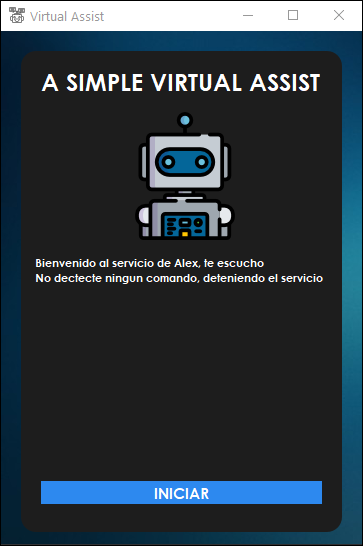 Virtual Assist
A SIMPLE VIRTUAL ASSIST
Bienvenido al servicio de Alex, te escucho
No dectecte ningun comando, deteniendo el servicio
INICIAR